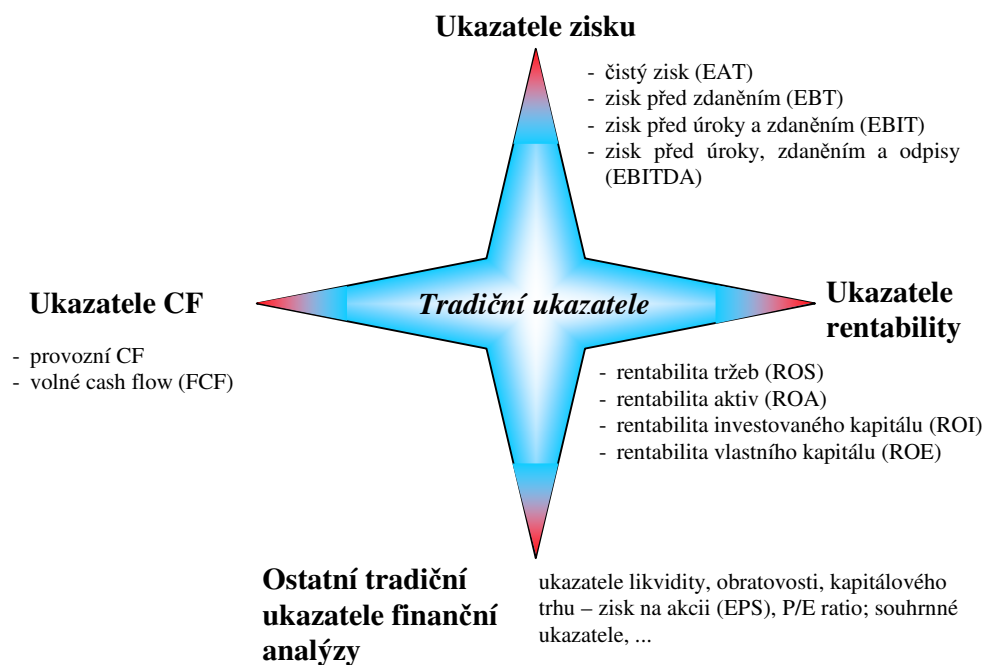 Ukazatele zisku
- čistý zisk (EAT)
- zisk před zdaněním (EBT)
- zisk před úroky a zdaněním (EBIT)
- zisk před úroky, zdaněním a odpisy
(EBITDA)
Ukazatele CF
- provozní CF
- volné cash flow (FCF)
Tradiční ukazatele
Ukazatele
rentability
- rentabilita tržeb (ROS)
- rentabilita aktiv (ROA)
- rentabilita investovaného kapitálu (ROI)
- rentabilita vlastního kapitálu (ROE)
Ostatní tradiční
ukazatele finanční
analýzy
ukazatele likvidity, obratovosti, kapitálového
trhu – zisk na akcii (EPS), P/E ratio; souhrnné
ukazatele, ...